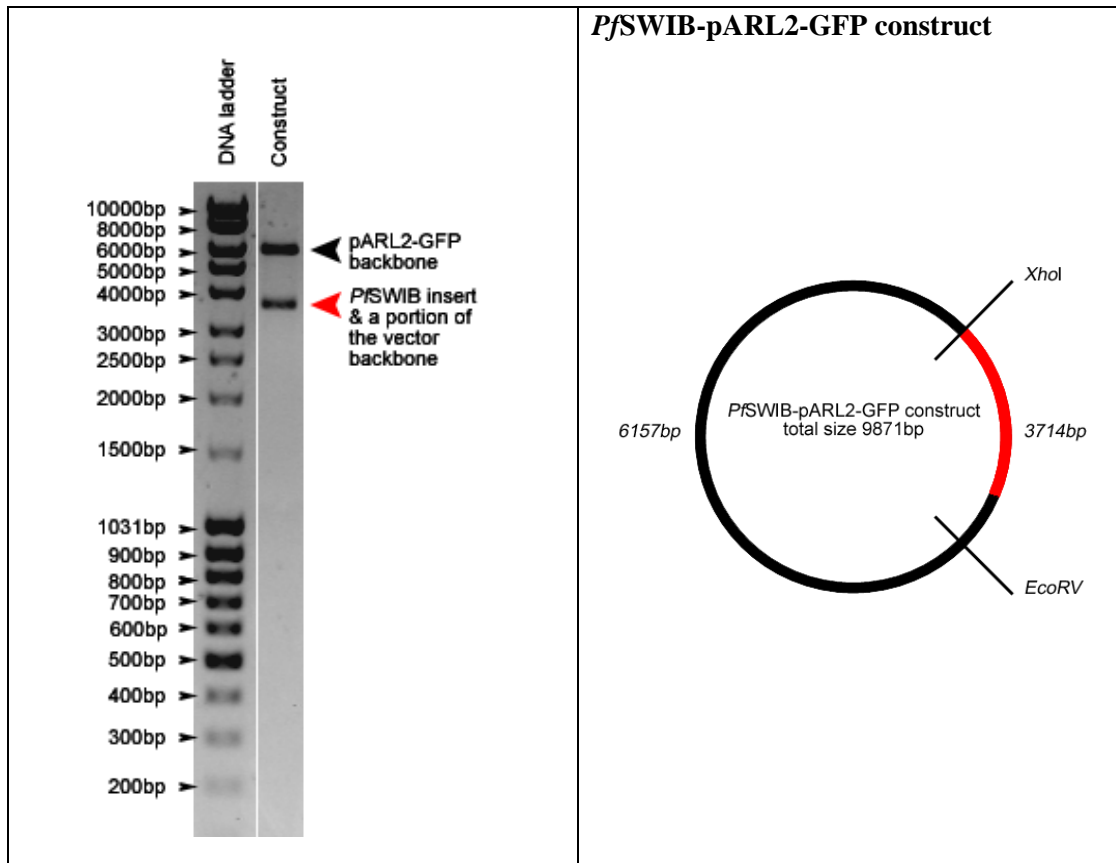 DNA ladder
Construct
10000bp
8000bp
6000bp
5000bp
4000bp
3000bp
2500bp
2000bp
1500bp
1031bp
900bp
800bp
700bp
600bp
500bp
400bp
300bp
200bp
pARL2-GFP
backbone
PfSWIB insert
& a portion of
the vector
backbone
PfSWIB-pARL2-GFP construct
XhoI
PfSWIB-pARL2-GFP construct
total size 9871bp
6157bp
3714bp
EcoRV